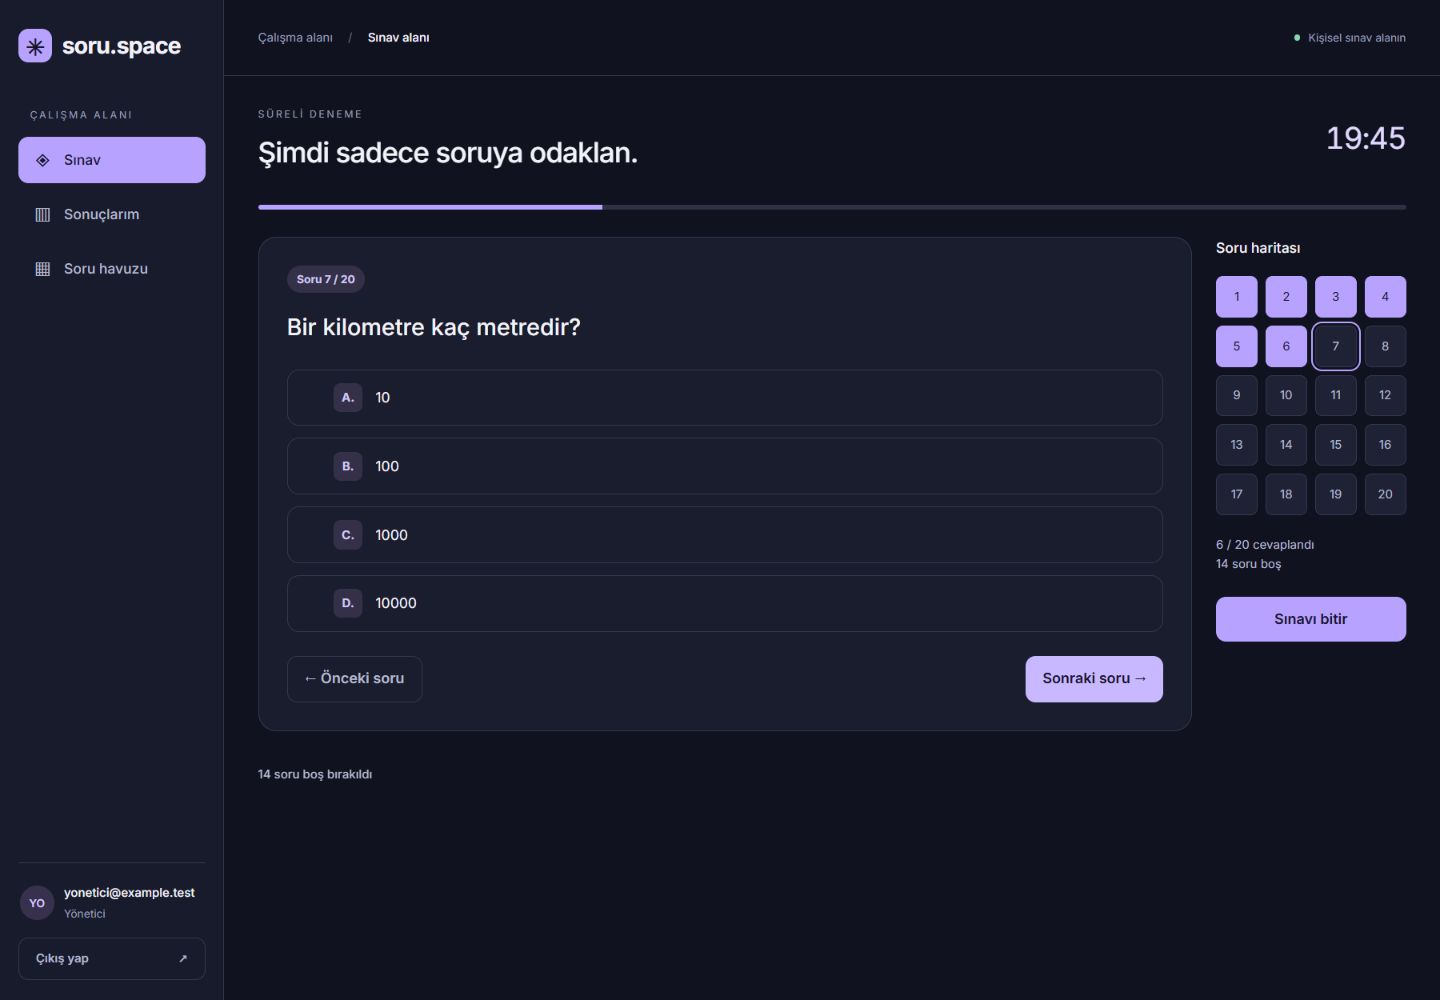 soru.space
ÇALIŞMA ALANI
Sınav
Sonuçlarım
Soru havuzu
yonetici@example.test
YO
Yönetici
Çıkış yap ↗
Çalışma alanı / Sınav alanı
Kişisel sınav alanın
SÜRELİ DENEME
Şimdi sadece soruya odaklan.
19:45
Soru 7 / 20
Bir kilometre kaç metredir?
A. 10
B. 100
C. 1000
D. 10000
← Önceki soru
Sonraki soru →
14 soru boş bırakıldı
Soru haritası
1 2 3 4
5 6 7 8
9 10 11 12
13 14 15 16
17 18 19 20
6 / 20 cevaplandı
14 soru boş
Sınavı bitir